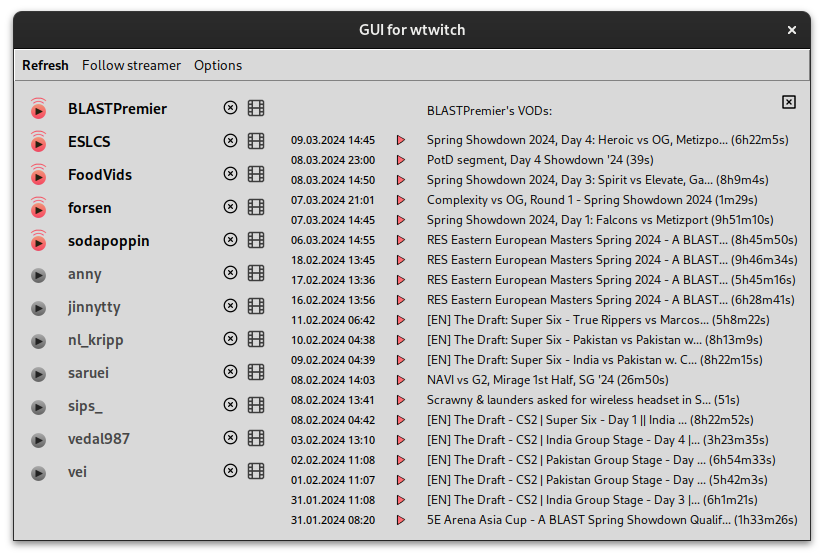 GUI for wtwitch
Refresh Follow streamer Options
BLASTPremier
ESLCS
FoodVids
forsen
sodapoppin
anny
jinnytty
nl_kripp
saruei
sips_
vedal987
vei
BLASTPremier's VODs:
09.03.2024 14:45 Spring Showdown 2024, Day 4: Heroic vs OG, Metizpo... (6h22m5s)
08.03.2024 23:00 PotD segment, Day 4 Showdown '24 (39s)
08.03.2024 14:50 Spring Showdown 2024, Day 3: Spirit vs Elevate, Ga... (8h9m4s)
07.03.2024 21:01 Complexity vs OG, Round 1 - Spring Showdown 2024 (1m29s)
07.03.2024 14:45 Spring Showdown 2024, Day 1: Falcons vs Metizport (9h51m10s)
06.03.2024 14:55 RES Eastern European Masters Spring 2024 - A BLAST... (8h45m50s)
18.02.2024 13:45 RES Eastern European Masters Spring 2024 - A BLAST... (9h46m34s)
17.02.2024 13:36 RES Eastern European Masters Spring 2024 - A BLAST... (5h45m16s)
16.02.2024 13:56 RES Eastern European Masters Spring 2024 - A BLAST... (6h28m41s)
11.02.2024 06:42 [EN] The Draft: Super Six - True Rippers vs Marcos... (5h8m22s)
10.02.2024 04:38 [EN] The Draft: Super Six - Pakistan vs Pakistan w... (8h13m9s)
09.02.2024 04:39 [EN] The Draft: Super Six - India vs Pakistan w. C... (8h22m15s)
08.02.2024 14:03 NAVI vs G2, Mirage 1st Half, SG '24 (26m50s)
08.02.2024 13:41 Scrawny & launders asked for wireless headset in S... (51s)
08.02.2024 04:42 [EN] The Draft - CS2 | Super Six - Day 1 || India ... (8h22m52s)
03.02.2024 13:10 [EN] The Draft - CS2 | India Group Stage - Day 4 |... (3h23m35s)
02.02.2024 11:08 [EN] The Draft - CS2 | Pakistan Group Stage - Day ... (6h54m33s)
01.02.2024 11:07 [EN] The Draft - CS2 | Pakistan Group Stage - Day ... (5h42m3s)
31.01.2024 11:08 [EN] The Draft - CS2 | India Group Stage - Day 3 |... (6h1m21s)
31.01.2024 08:20 5E Arena Asia Cup - A BLAST Spring Showdown Qualif... (1h33m26s)